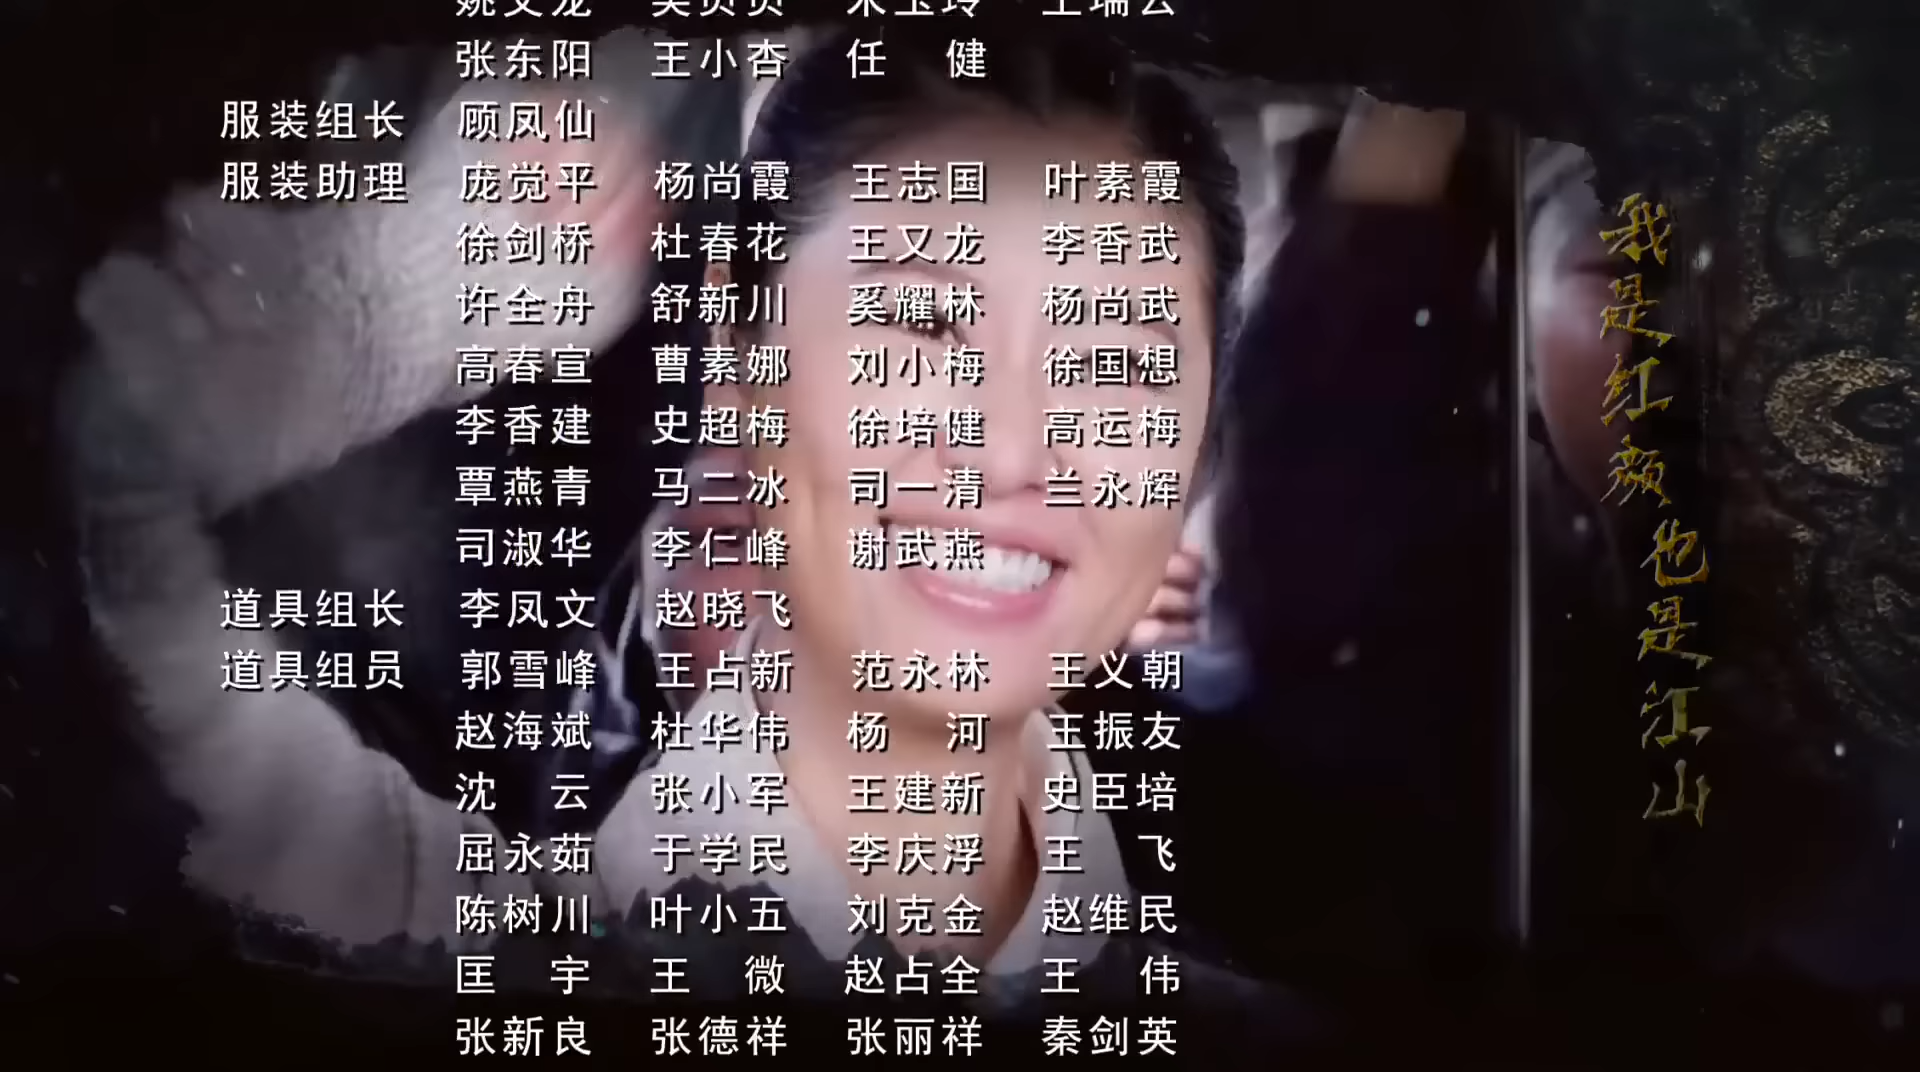 张东阳 王小杏 任 健
服装组长 顾凤仙
服装助理 庞觉平 杨尚霞 王志国 叶素霞
徐剑桥 杜春花 王又龙 李香武
许全舟 舒新川 奚耀林 杨尚武
高春宣 曹素娜 刘小梅 徐国想
李香建 史超梅 徐培健 高运梅
覃燕青 马二冰 司一清 兰永辉
司淑华 李仁峰 谢武燕
道具组长 李凤文 赵晓飞
道具组员 郭雪峰 王占新 范永林 王义朝
赵海斌 杜华伟 杨 河 王振友
沈 云 张小军 王建新 史臣培
屈永茹 于学民 李庆浮 王 飞
陈树川 叶小五 刘克金 赵维民
匡 宇 王 微 赵占全 王 伟
张新良 张德祥 张丽祥 秦剑英
我是红颜也是江山